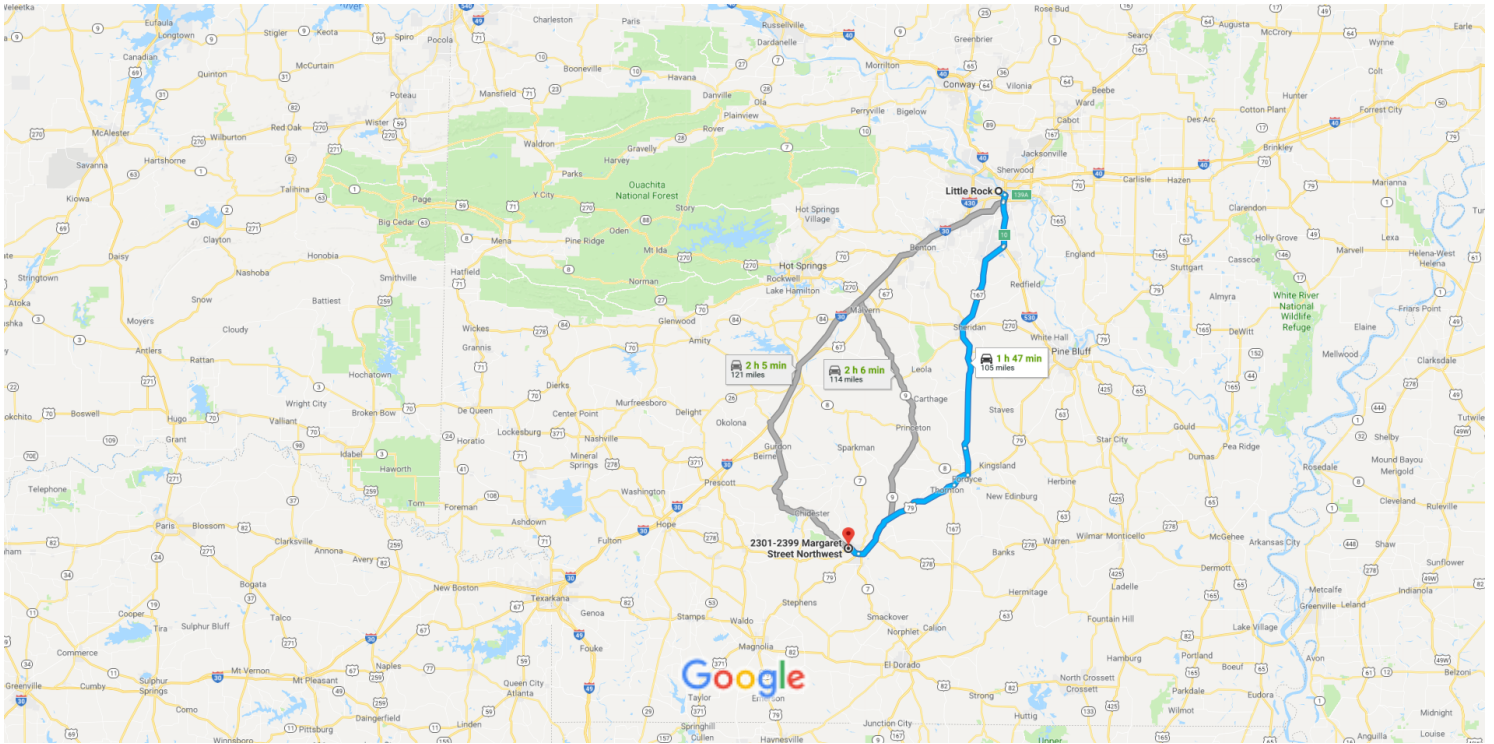 Weleetka
Eufaula
Longtown
Stigler
Keota
Spiro
Pocola
Charleston
Paris
Russellville
Dardanelle
Greenbrier
Rose Bud
Searcy
Augusta
McCrory
Wynne
Earle
Canadian
Quinton
McCurtain
Mansfield
Booneville
Havana
Morrilton
Conway
Vilonia
Beebe
Ward
Cabot
Hunter
Colt
Poteau
Danville
Ola
Plainview
Perryville
Bigelow
Cotton Plant
Forrest City
McAlester
Wilburton
Red Oak
Wister
Waldron
Gravelly
Rover
Des Arc
Brinkley
Savanna
Daisy
Hartshorne
Harvey
Parks
Jacksonville
Sherwood
Carlisle
Hazen
Marianna
Kiowa
Talihina
Page
Y City
Ouachita
National Forest
Story
Hot Springs
Village
Little Rock
139A
Clarendon
Clayton
Big Cedar
Mena
Pine Ridge
Oden
Mt Ida
Benton
10
England
Stuttgart
Holly Grove
Marvell
Lexa
Helena-West
Helena
Stringtown
Nashoba
Honobia
Smithville
Hatfield
Norman
Hot Springs
Rockwell
Lake Hamilton
Redfield
Casscoe
Atoka
Snow
Battiest
Almyra
White River
National
Wildlife
Refuge
Friars Point
Moyers
Cloudy
Wickes
Grannis
Glenwood
Amity
Malvern
Sheridan
White Hall
Pine Bluff
DeWitt
Elaine
Mellwood
Clarksdale
Antlers
Rattan
Hochatown
2 h 5 min
121 miles
2 h 6 min
114 miles
1 h 47 min
105 miles
Leola
Carthage
Staves
Dierks
Wright City
Broken Bow
De Queen
Center Point
Murfreesboro
Delight
Okolona
Princeton
Boswell
Hugo
Valliant
Grant
Idabel
Haworth
Horatio
Lockesburg
Nashville
Mineral
Springs
Gurdon
Beirne
Sparkman
Star City
Gould
Dumas
Pea Ridge
Shelby
Mound Bayou
Merigold
Rosedale
Telephone
Tom
Foreman
Washington
Prescott
Kingsland
Fordyce
Thornton
New Edinburg
Herbine
Cleveland
Ruleville
Paris
Blossom
Clarksville
Annona
Avery
Ashdown
Hope
Fulton
Chidester
2301-2399 Margaret
Street Northwest
Banks
Warren
Wilmar
Monticello
Arkansas City
Shaw
Sunflower
Bogata
New Boston
Texarkana
Hermitage
Dermott
Metcalfe
Indianola
Cooper
Tira
Talco
Sulphur Bluff
Genoa
Stamps
Waldo
Stephens
Smackover
Norphlet
Calion
Ladelle
Fountain Hill
Lake Village
Greenville
Leland
Commerce
Mt Vernon
Naples
Fouke
Magnolia
El Dorado
Hamburg
Portland
Boeuf
Avon
Greenville
Cumby
Sulphur
Springs
Mt Pleasant
Queen City
Atlanta
Google
Taylor
Emerson
Strong
North Crossett
Crossett
Parkdale
Wilmot
Eudora
Hollandale
Belzoni
Como
Daingerfield
Pittsburg
Winnsboro
Linden
Springhill
Cullen
Haynesville
Junction City
Huttig
Upper
Midnight
Anguilla
Louise